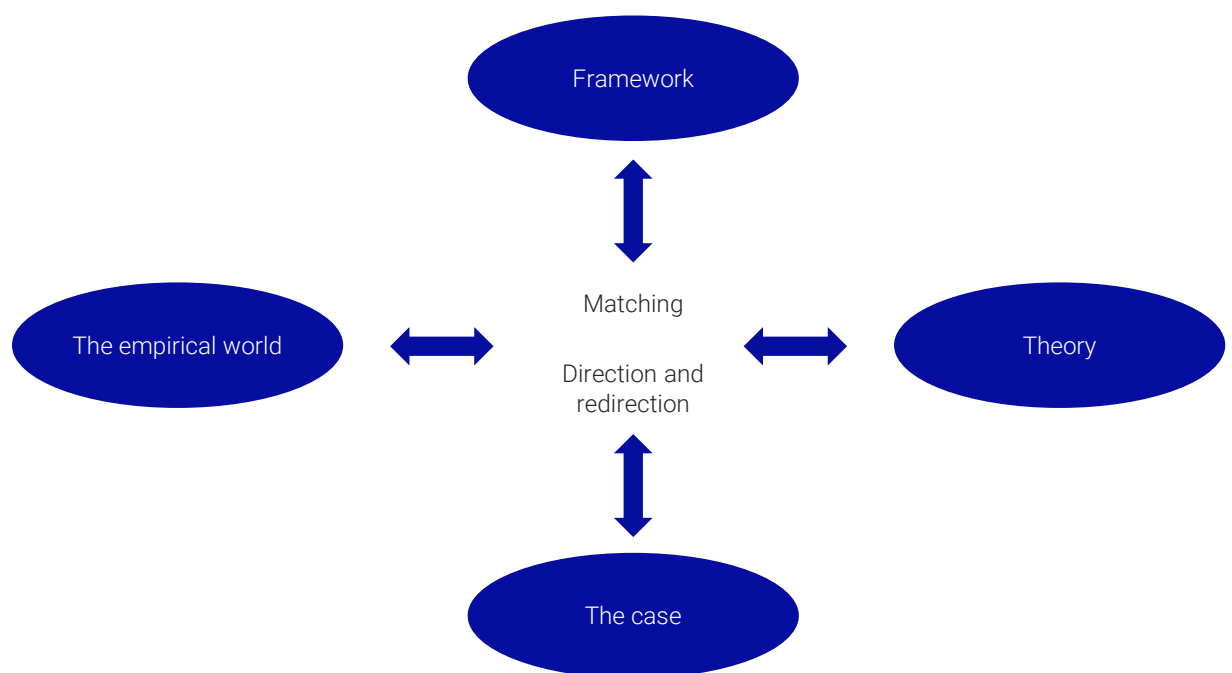 Framework
Matching
The empirical world
Theory
Direction and
redirection
The case